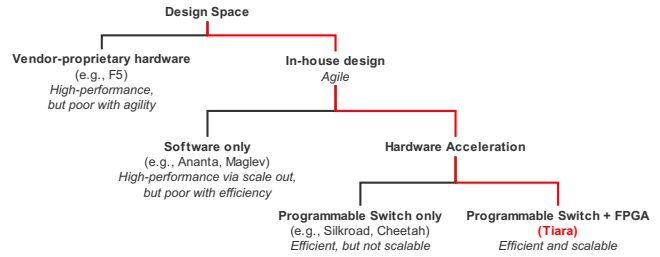 Design Space
Vendor-proprietary hardware
(e.g., F5)
High-performance,
but poor with agility
In-house design
Agile
Software only
(e.g., Ananta, Maglev)
High-performance via scale out,
but poor with efficiency
Hardware Acceleration
Programmable Switch only
(e.g., Silkroad, Cheetah)
Efficient, but not scalable
Programmable Switch + FPGA
(Tiara)
Efficient and scalable